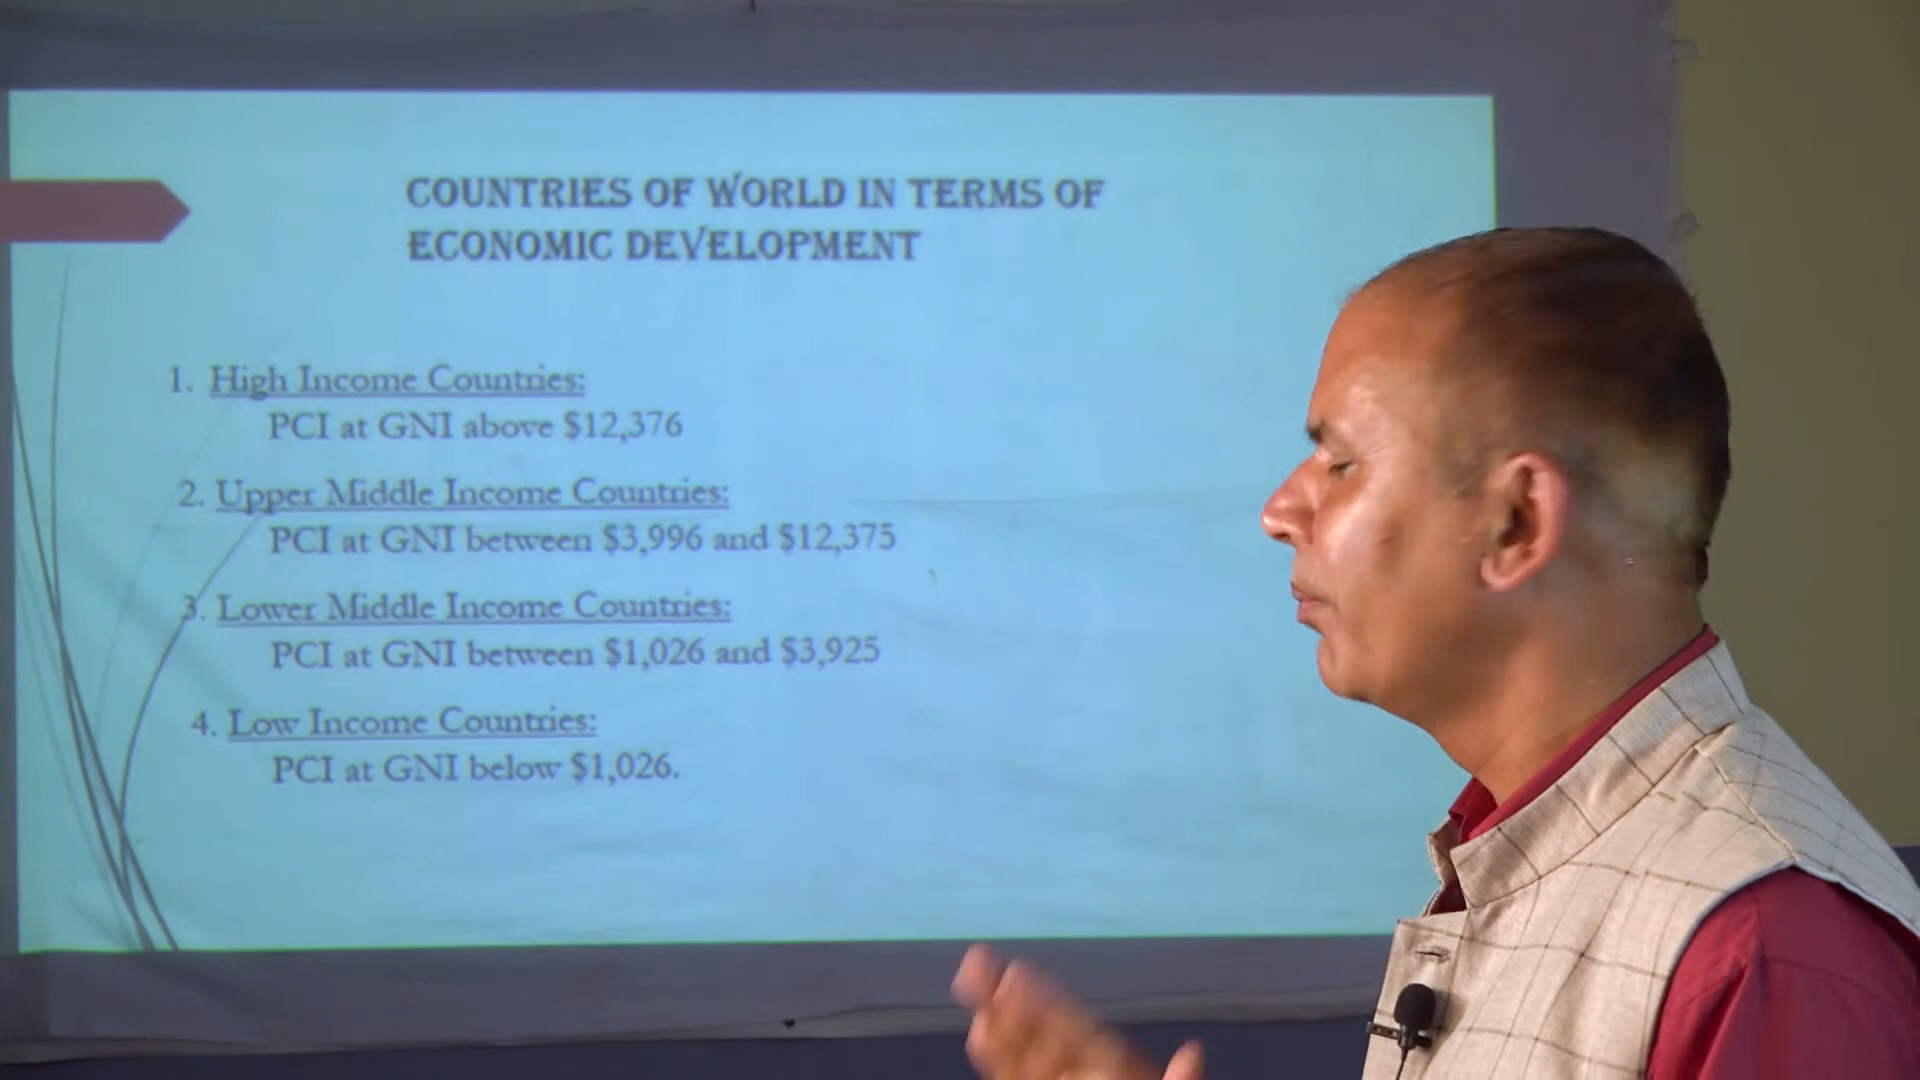 COUNTRIES OF WORLD IN TERMS OF
ECONOMIC DEVELOPMENT
1. High Income Countries:
PCI at GNI above $12,376
2. Upper Middle Income Countries:
PCI at GNI between $3,996 and $12,375
3. Lower Middle Income Countries:
PCI at GNI between $1,026 and $3,925
4. Low Income Countries:
PCI at GNI below $1,026.